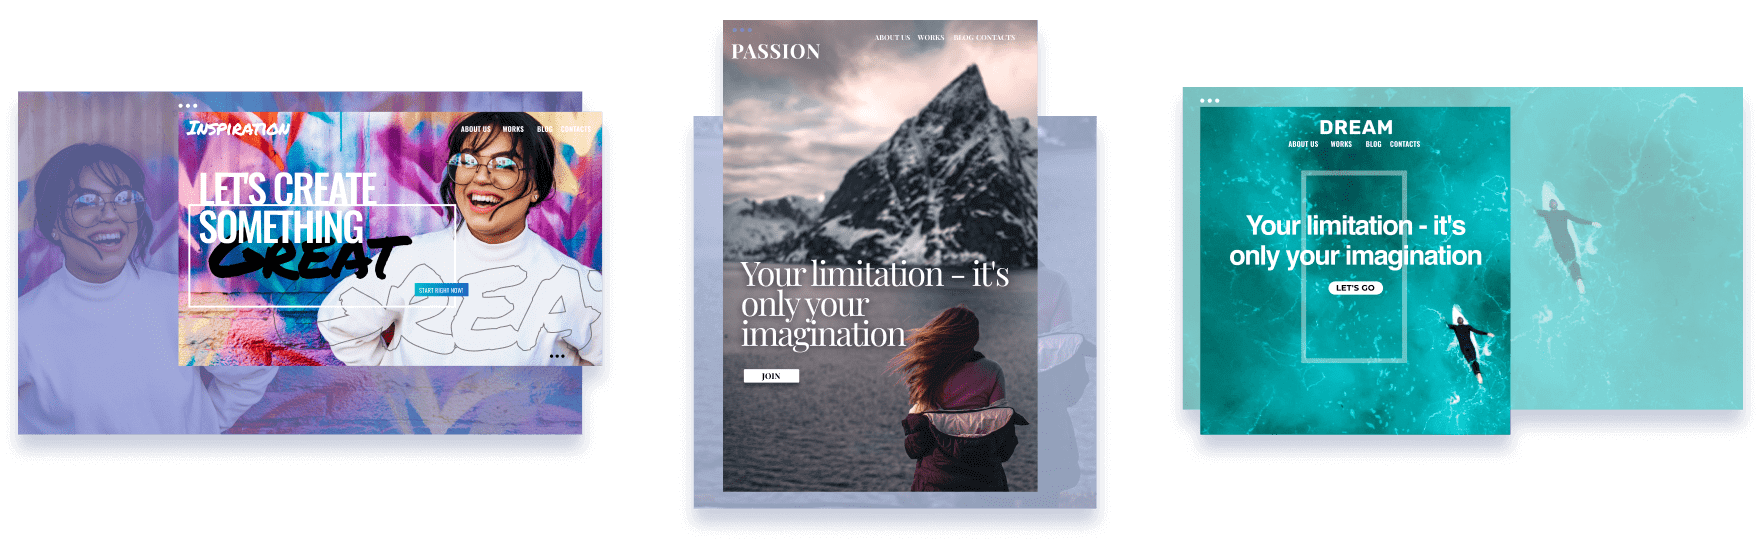 INSPIRATION
ABOUT US WORKS BLOG CONTACTS
LET'S CREATE
SOMETHING
GREAT
START RIGHT NOW!
CREA
PASSION
ABOUT US WORKS BLOG CONTACTS
Your limitation - it's
only your
imagination
JOIN
DREAM
ABOUT US WORKS BLOG CONTACTS
Your limitation - it's
only your imagination
LET'S GO